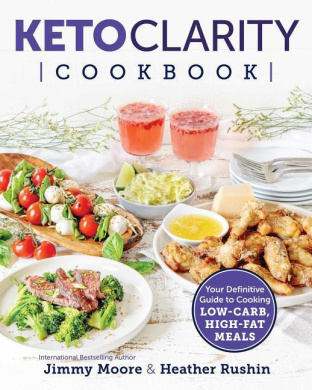 KETOCLARITY
COOKBOOK
Your Definitive
Guide to Cooking
LOW-CARB,
HIGH-FAT
MEALS
International Bestselling Author
Jimmy Moore & Heather Rushin